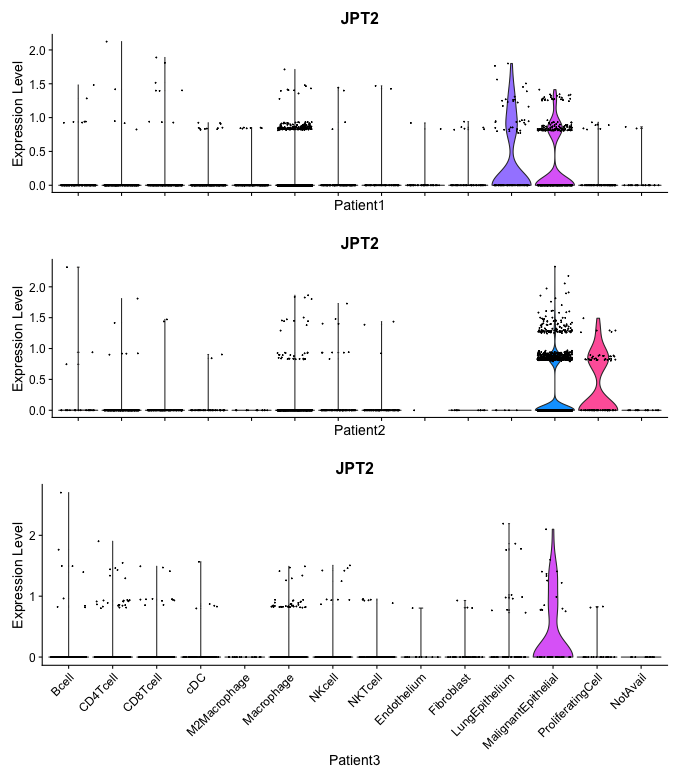 JPT2
Expression Level
2.0
1.5
1.0
0.5
0.0
Patient1
JPT2
Expression Level
2.0
1.5
1.0
0.5
0.0
Patient2
JPT2
Expression Level
2
1
0
Bcell
CD4Tcell
CD8Tcell
cDC
M2Macrophage
Macrophage
NKcell
NKTcell
Endothelium
Fibroblast
LungEpithelium
MalignantEpithelial
ProliferatingCell
NotAvail
Patient3